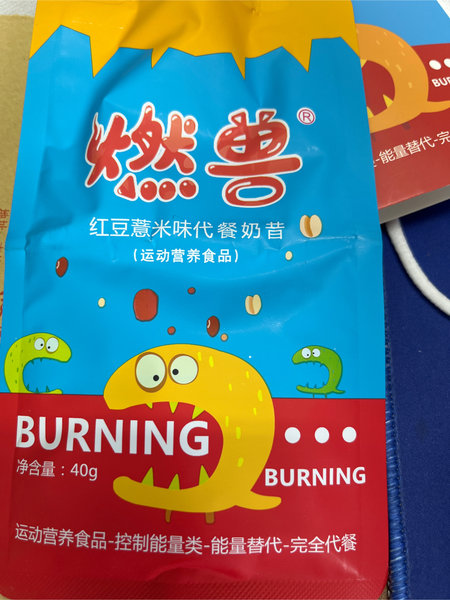 燃兽®
红豆薏米味代餐奶昔
(运动营养食品)
BURNING
净含量：40g
BURNING
运动营养食品-控制能量类-能量替代-完全代餐
BUR
-能量替代-完